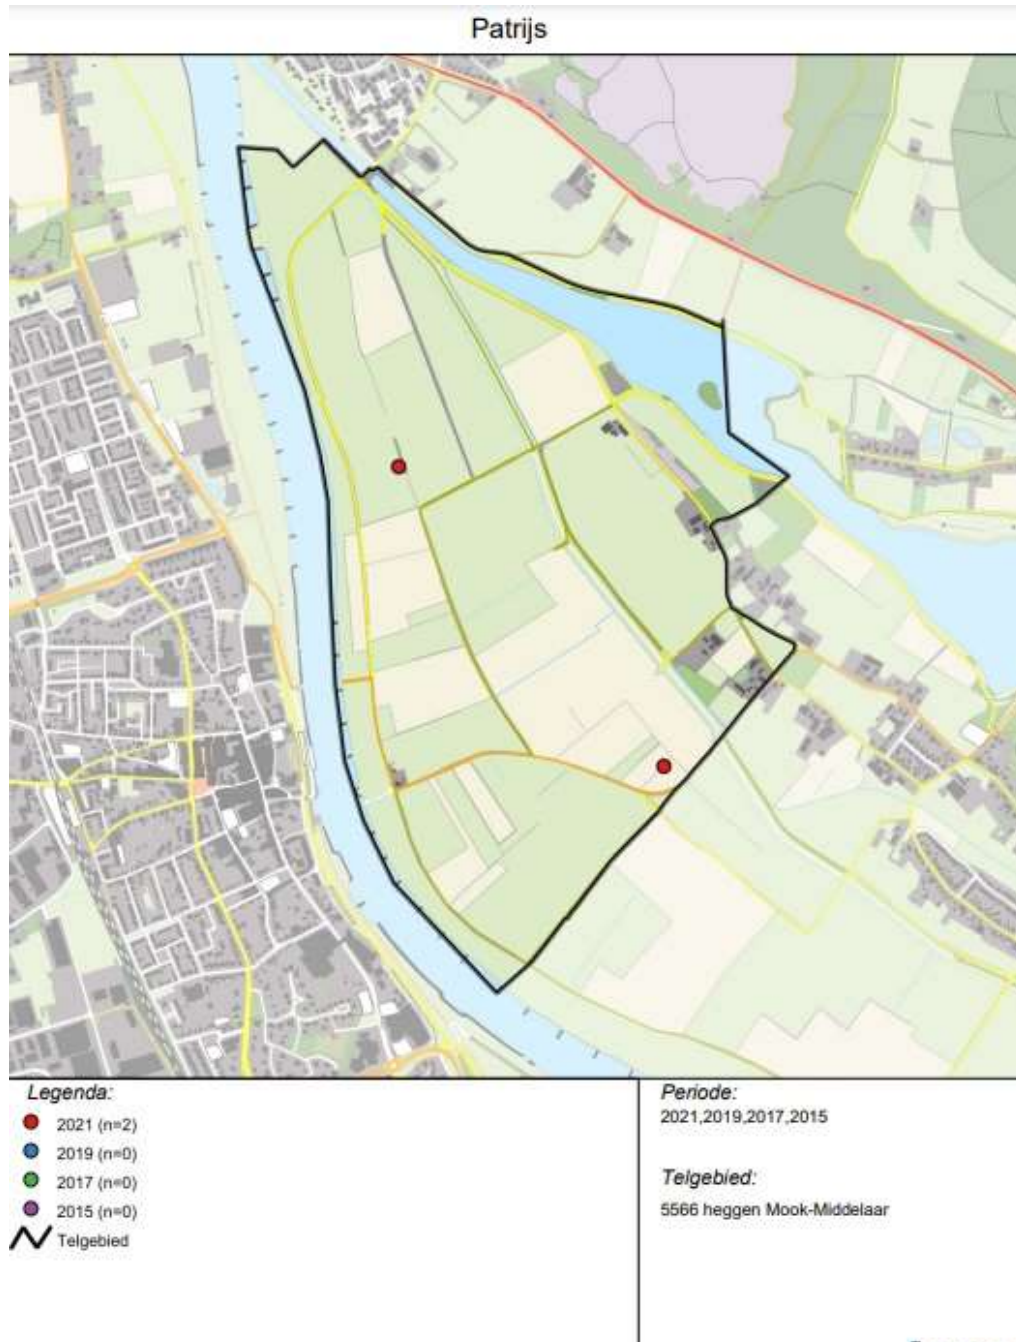 Patrijs
Legenda:
2021 (n=2)
2019 (n=0)
2017 (n=0)
2015 (n=0)
Telgebied
Periode:
2021,2019,2017,2015
Telgebied:
5566 heggen Mook-Middelaar